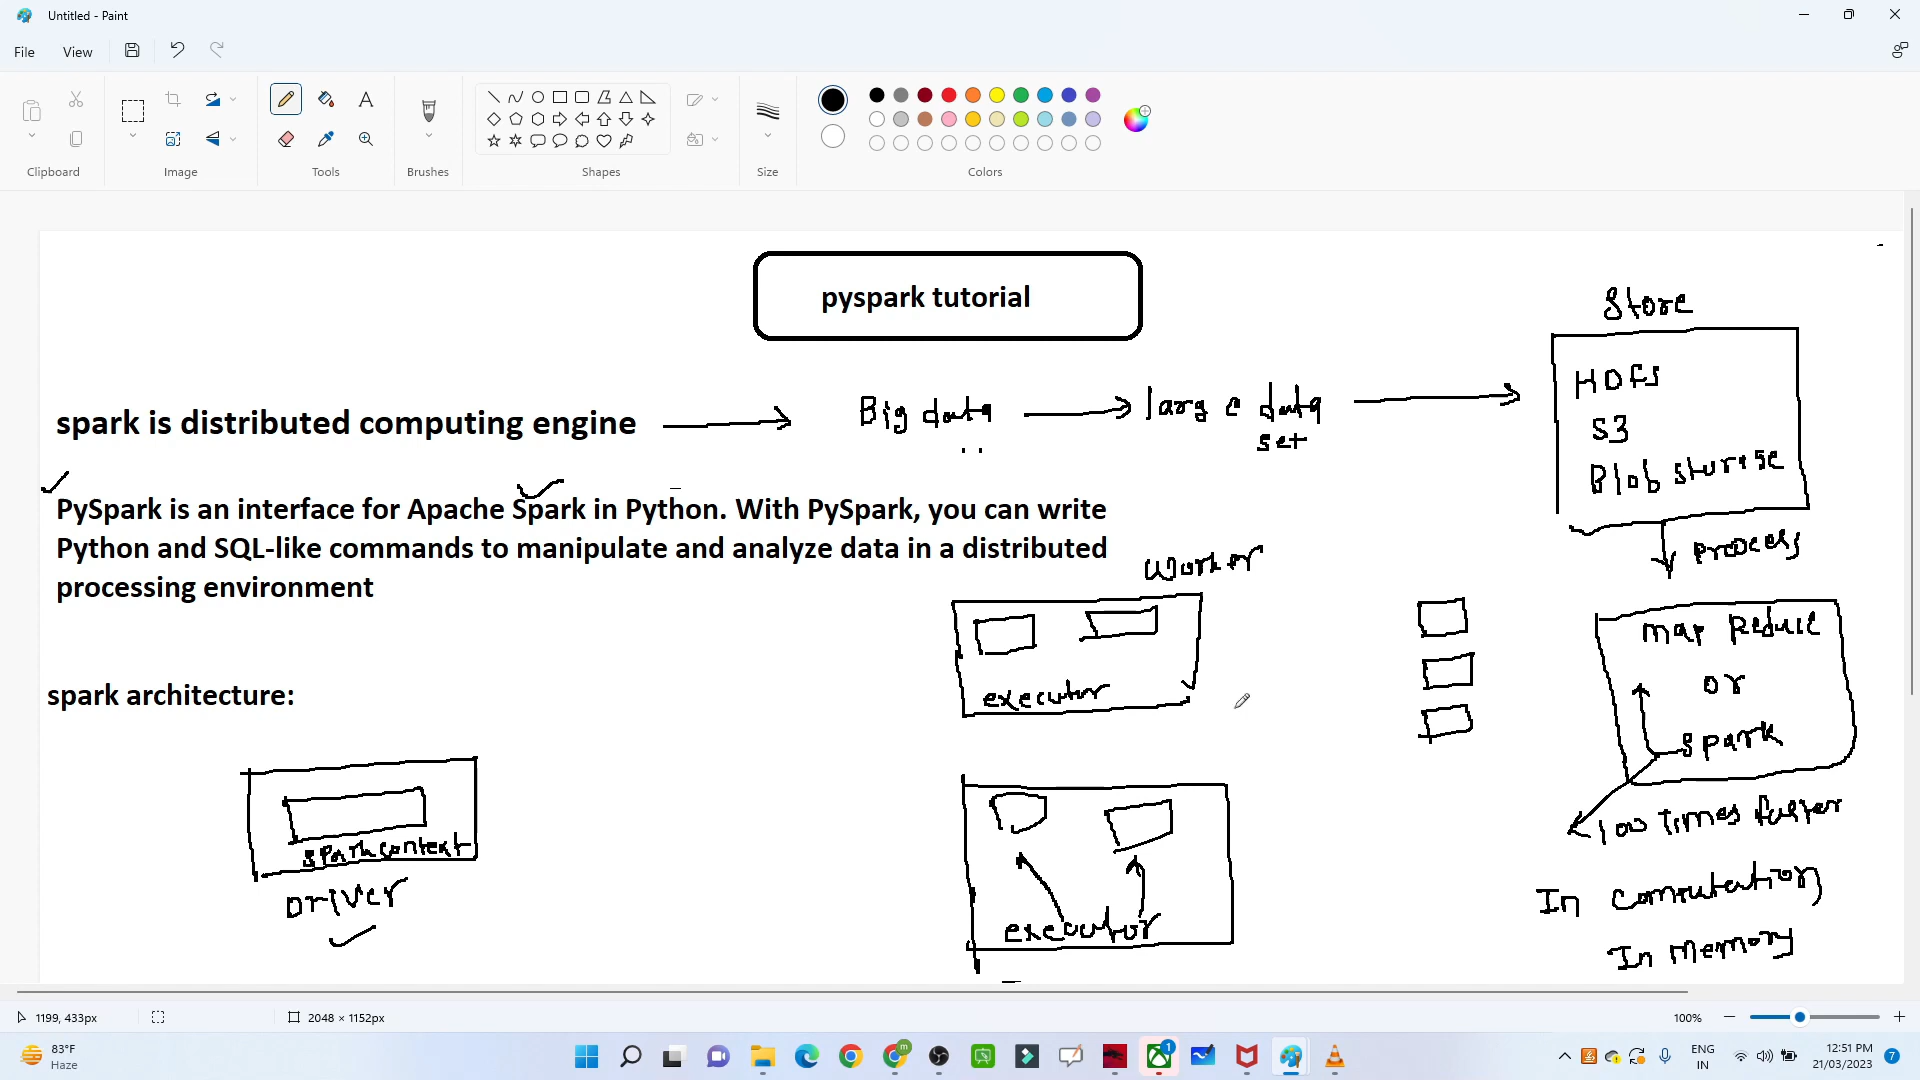 Untitled - Paint
File
View
Clipboard
Image
Tools
Brushes
Shapes
Size
Colors
pyspark tutorial
Store
HDFS
S3
Blob storage
spark is distributed computing engine
Big data
large data
set
PySpark is an interface for Apache Spark in Python. With PySpark, you can write
Python and SQL-like commands to manipulate and analyze data in a distributed
processing environment
process
worker
executor
map Reduce
or
spark
spark architecture:
sparkcontext
Driver
executor
100 times faster
In computation
In Memory
1199, 433px
2048 × 1152px
100%
83°F
Haze
m
1
ENG
IN
12:51 PM
21/03/2023
7